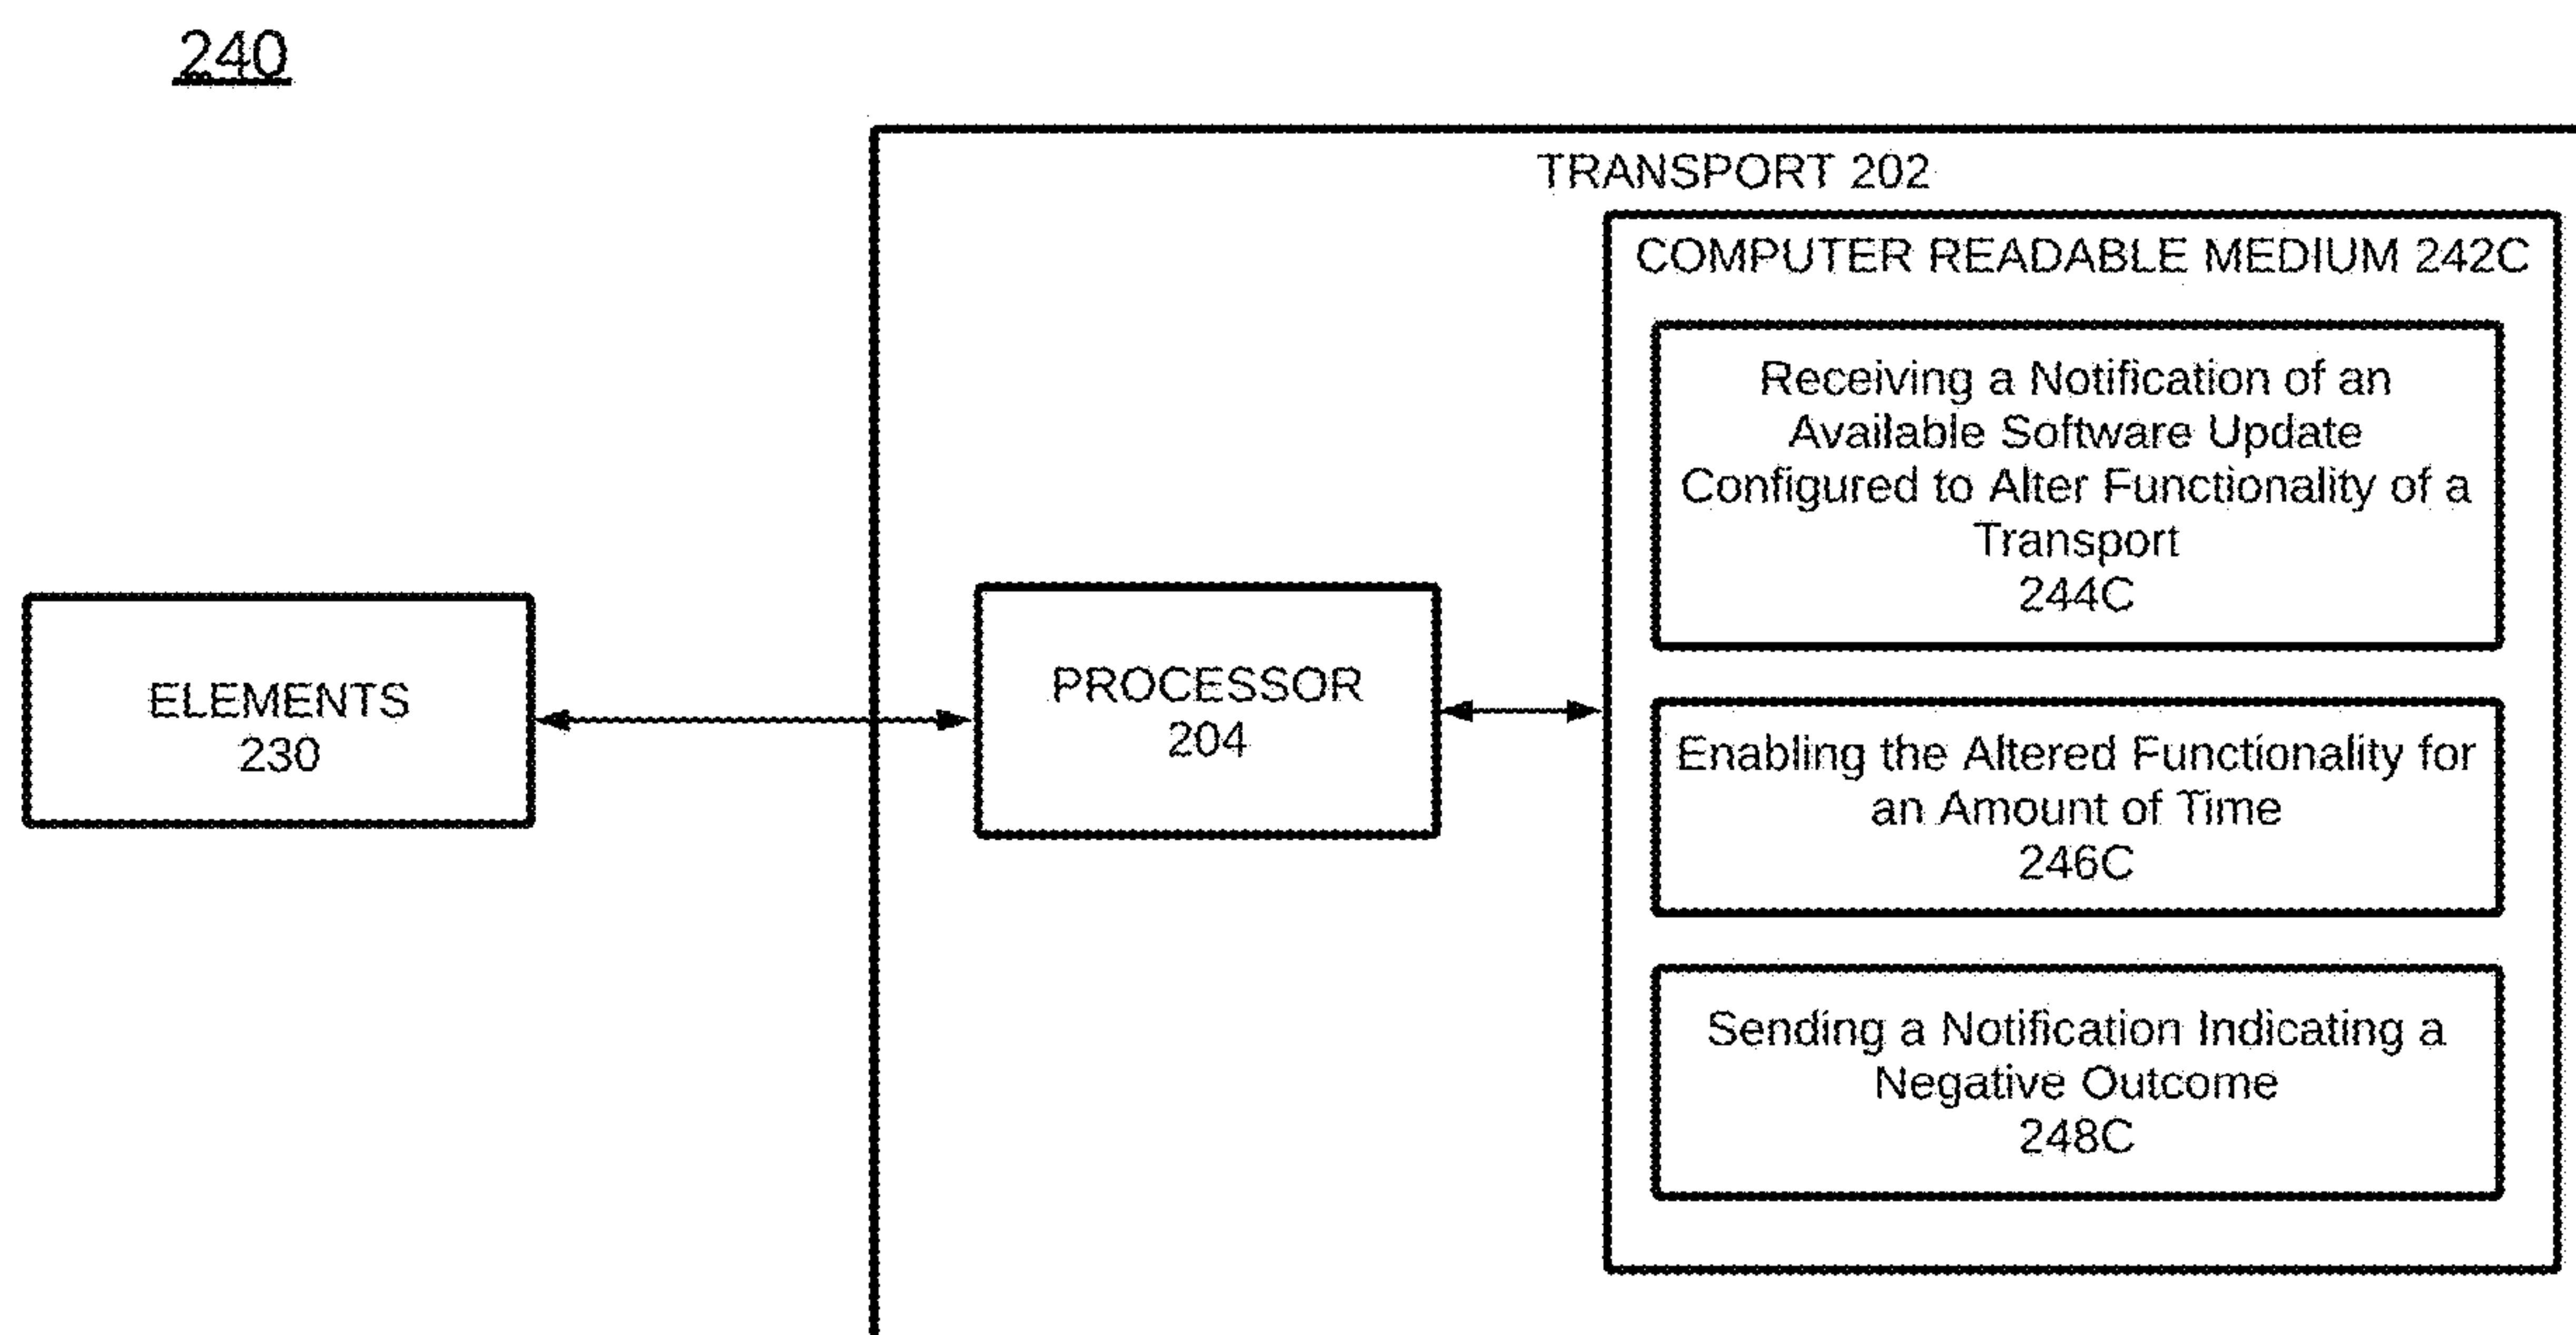 240
TRANSPORT 202
COMPUTER READABLE MEDIUM 242C
Receiving a Notification of an
Available Software Update
Configured to Alter Functionality of a
Transport
244C
ELEMENTS
230
PROCESSOR
204
Enabling the Altered Functionality for
an Amount of Time
246C
Sending a Notification Indicating a
Negative Outcome
248C